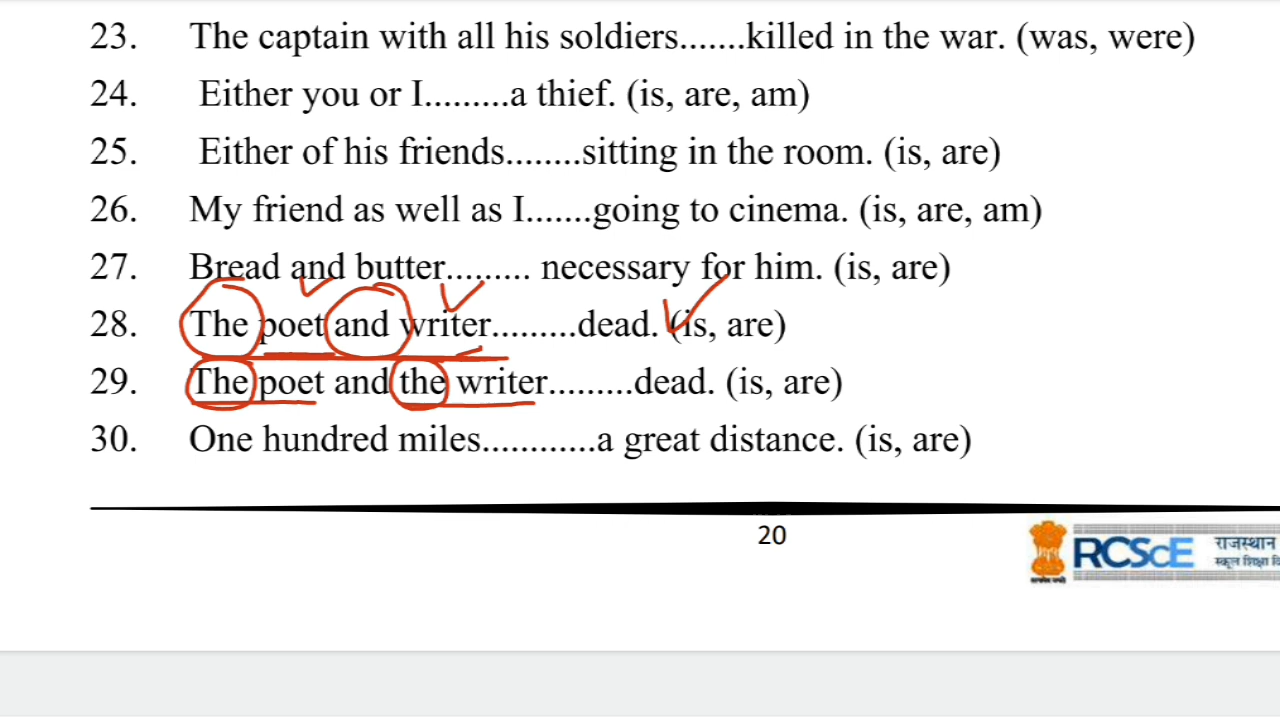 23. The captain with all his soldiers.......killed in the war. (was, were)
24. Either you or I.........a thief. (is, are, am)
25. Either of his friends........sitting in the room. (is, are)
26. My friend as well as I.......going to cinema. (is, are, am)
27. Bread and butter......... necessary for him. (is, are)
28. The poet and writer.........dead. (is, are)
29. The poet and the writer.........dead. (is, are)
30. One hundred miles............a great distance. (is, are)
20
RCScE राजस्थान
स्कूल शिक्षा